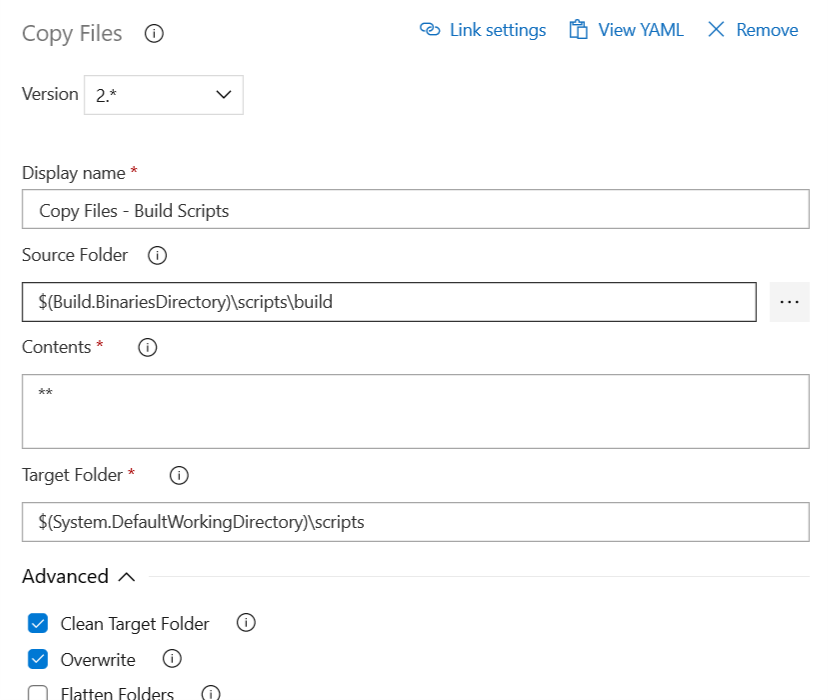 Copy Files Link settings View YAML Remove
Version 2.*
Display name *
Copy Files - Build Scripts
Source Folder
$(Build.BinariesDirectory)\scripts\build
Contents *
**
Target Folder *
$(System.DefaultWorkingDirectory)\scripts
Advanced
Clean Target Folder
Overwrite
Flatten Folders